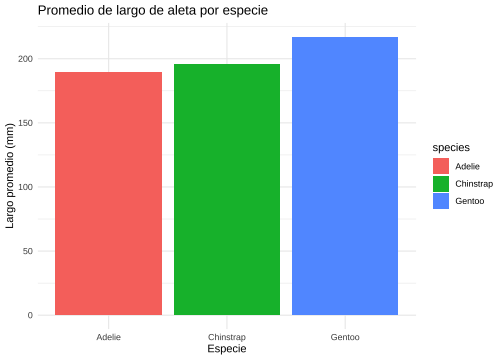 Promedio de largo de aleta por especie
Largo promedio (mm)
200
150
100
50
0
Adelie
Chinstrap
Gentoo
Especie
species
Adelie
Chinstrap
Gentoo